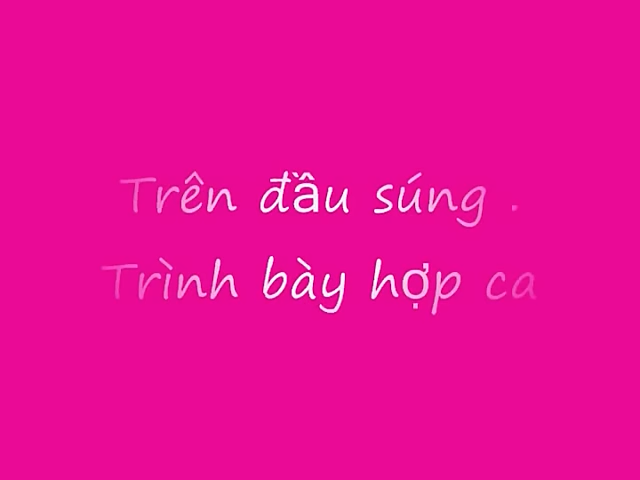 Trên đầu súng .
Trình bày hợp ca